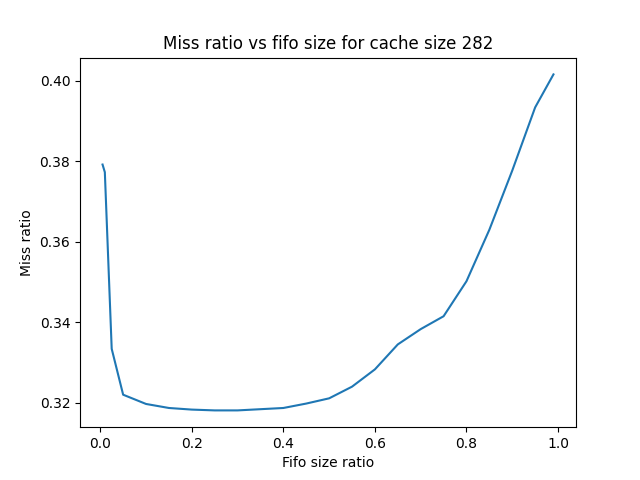 Miss ratio vs fifo size for cache size 282
0.40
0.38
0.36
0.34
0.32
Miss ratio
0.0 0.2 0.4 0.6 0.8 1.0
Fifo size ratio